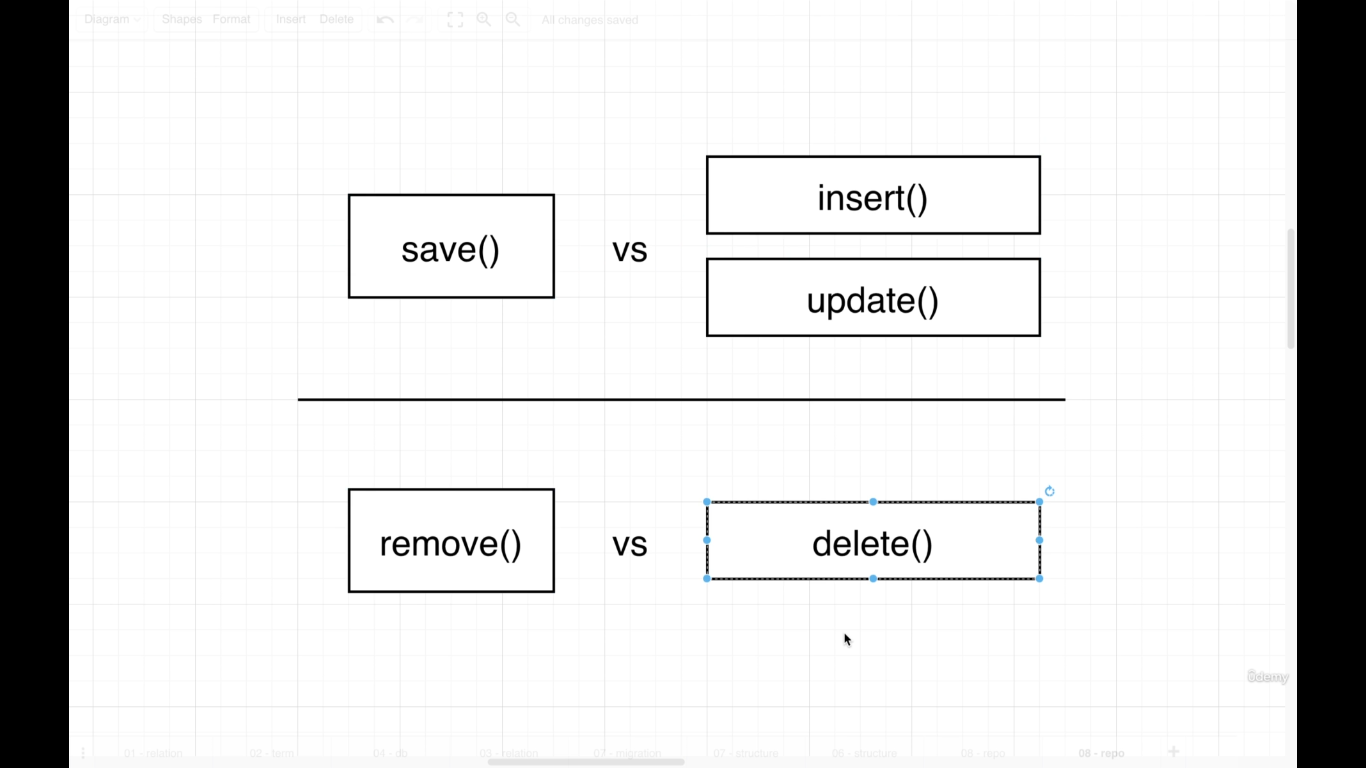 Diagram Shapes Format Insert Delete All changes saved
insert()
save() vs
update()
remove() vs delete()
ûdemy
01 - relation 02 - term 04 - db 03 - relation 07 - migration 07 - structure 06 - structure 08 - repo 08 - repo